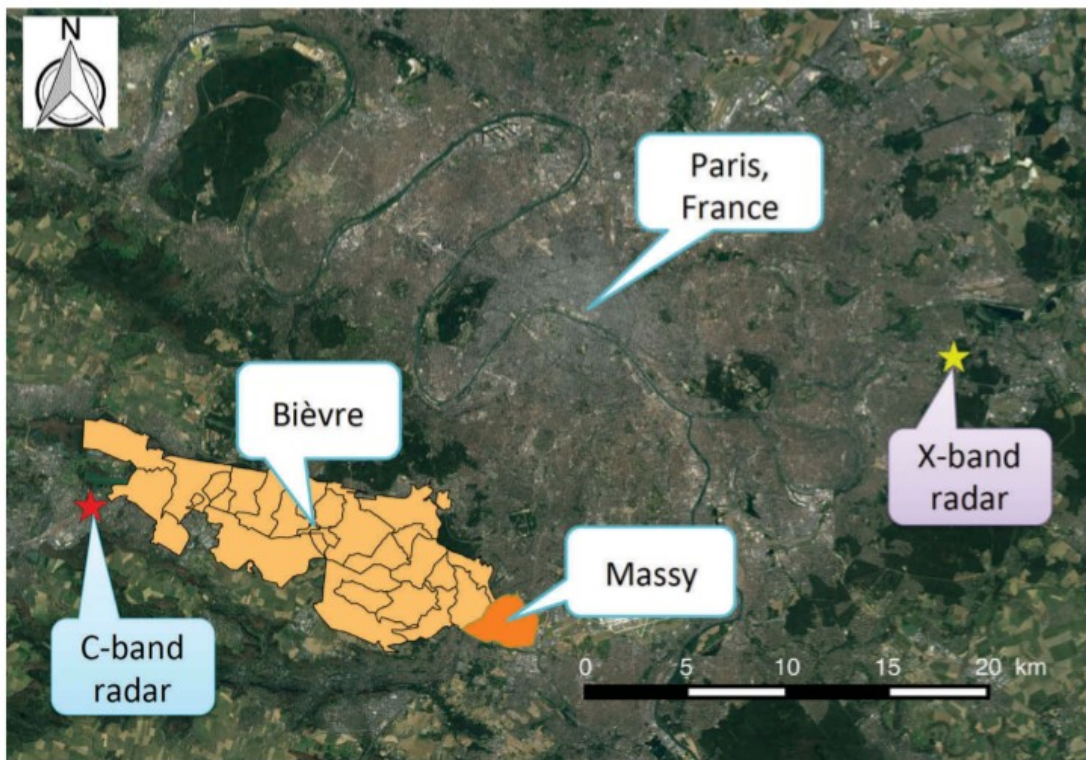 N
Paris,
France
Bièvre
X-band
radar
Massy
C-band
radar
0 5 10 15 20 km